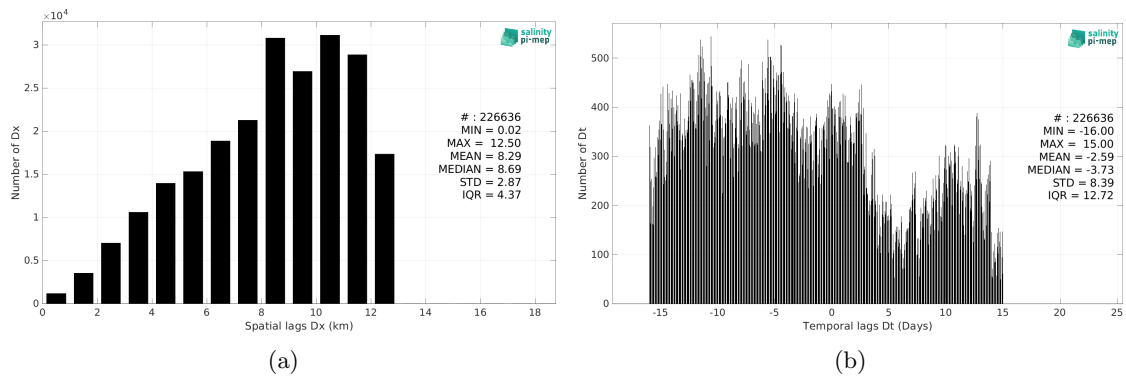 ×10⁴
3
2.5
2
1.5
1
0.5
0
Number of Dx
0 2 4 6 8 10 12 14 16 18
Spatial lags Dx (km)
salinity
pi-mep
# : 226636
MIN = 0.02
MAX = 12.50
MEAN = 8.29
MEDIAN = 8.69
STD = 2.87
IQR = 4.37
(a)
500
400
300
200
100
0
Number of Dt
-15 -10 -5 0 5 10 15 20 25
Temporal lags Dt (Days)
salinity
pi-mep
# : 226636
MIN = -16.00
MAX = 15.00
MEAN = -2.59
MEDIAN = -3.73
STD = 8.39
IQR = 12.72
(b)